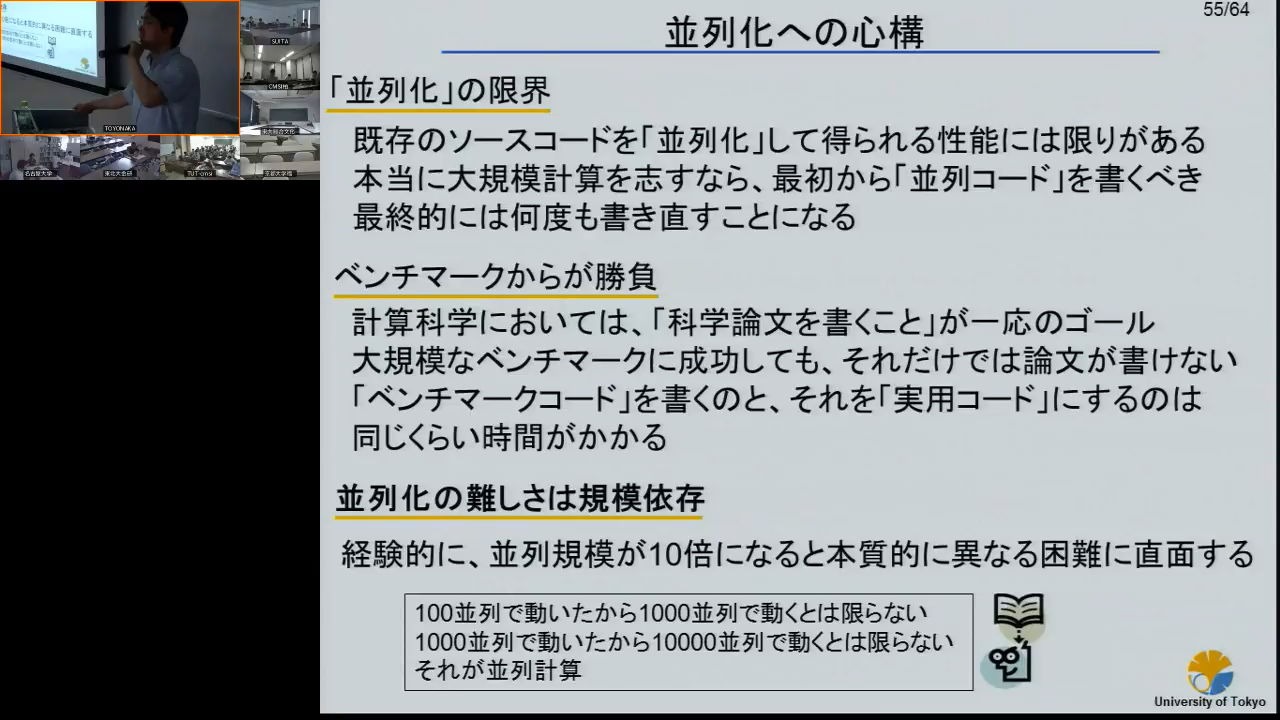 55/64
並列化への心構
「並列化」の限界
既存のソースコードを「並列化」して得られる性能には限りがある
本当に大規模計算を志すなら、最初から「並列コード」を書くべき
最終的には何度も書き直すことになる
ベンチマークからが勝負
計算科学においては、「科学論文を書くこと」が一応のゴール
大規模なベンチマークに成功しても、それだけでは論文が書けない
「ベンチマークコード」を書くのと、それを「実用コード」にするのは
同じくらい時間がかかる
並列化の難しさは規模依存
経験的に、並列規模が10倍になると本質的に異なる困難に直面する
100並列で動いたから1000並列で動くとは限らない
1000並列で動いたから10000並列で動くとは限らない
それが並列計算
University of Tokyo
SUITA
TOYONAKA
名古屋大学
TUT-cmsi